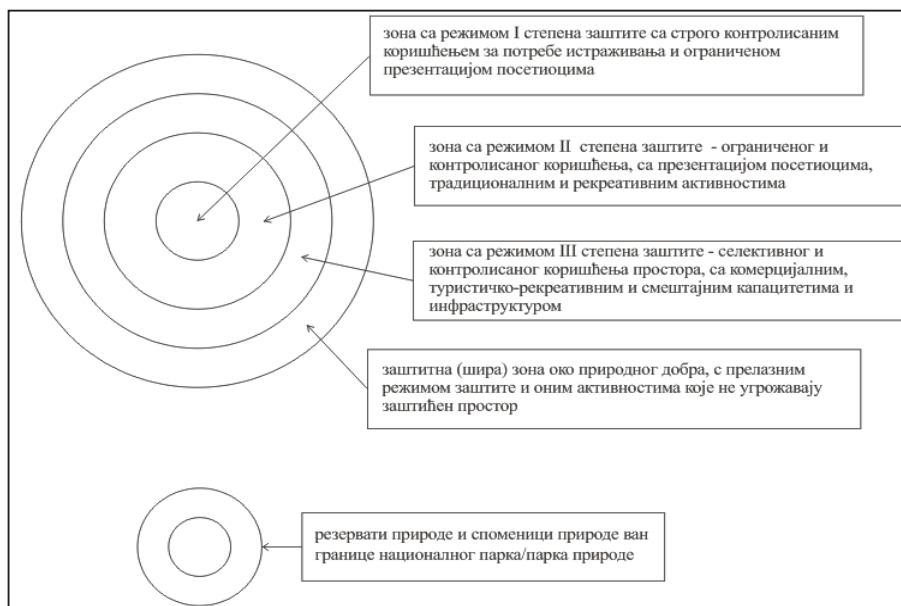 зона са режимом I степена заштите са строго контролисаним
коришћењем за потребе истраживања и ограниченом
презентацијом посетиоцима
зона са режимом II степена заштите - ограниченог и
контролисаног коришћења, са презентацијом посетиоцима,
традиционалним и рекреативним активностима
зона са режимом III степена заштите - селективног и
контролисаног коришћења простора, са комерцијалним,
туристичко-рекреативним и смештајним капацитетима и
инфраструктуром
заштитна (шира) зона око природног добра, с прелазним
режимом заштите и оним активностима које не угрожавају
заштићен простор
резервати природе и споменици природе ван
границе националног парка/парка природе